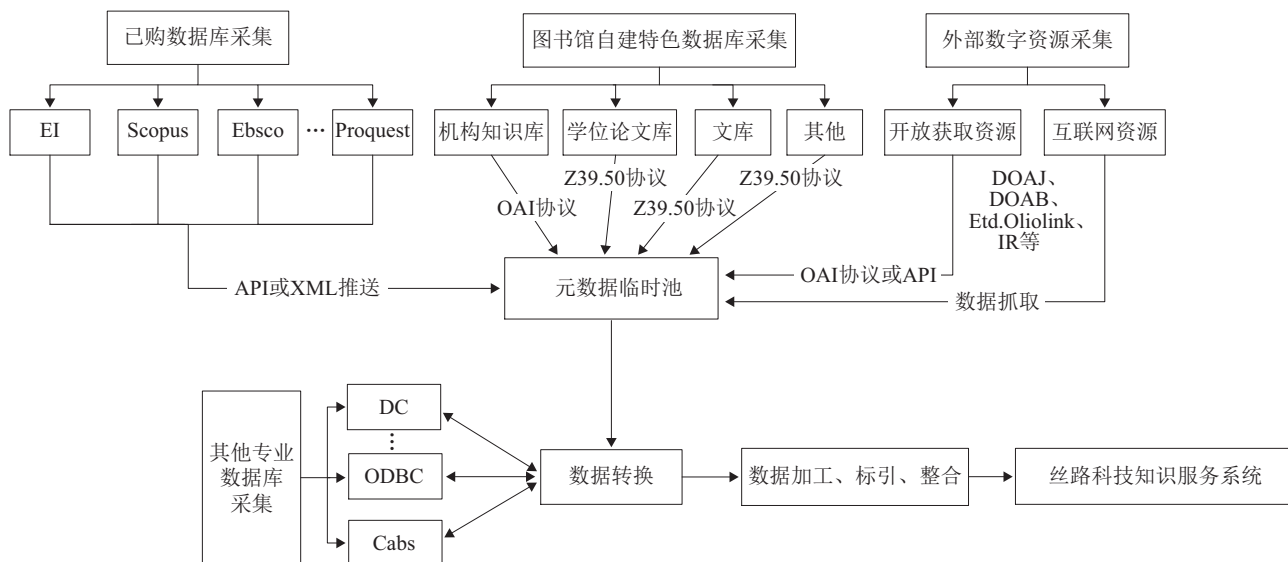 已购数据库采集
图书馆自建特色数据库采集
外部数字资源采集
EI
Scopus
Ebsco
···
Proquest
机构知识库
学位论文库
文库
其他
开放获取资源
互联网资源
OAI协议
Z39.50协议
Z39.50协议
Z39.50协议
DOAJ、
DOAB、
Etd.Oliolink、
IR等
API或XML推送
元数据临时池
OAI协议或API
数据抓取
其他专业
数据库
采集
DC
···
ODBC
Cabs
数据转换
数据加工、标引、整合
丝路科技知识服务系统